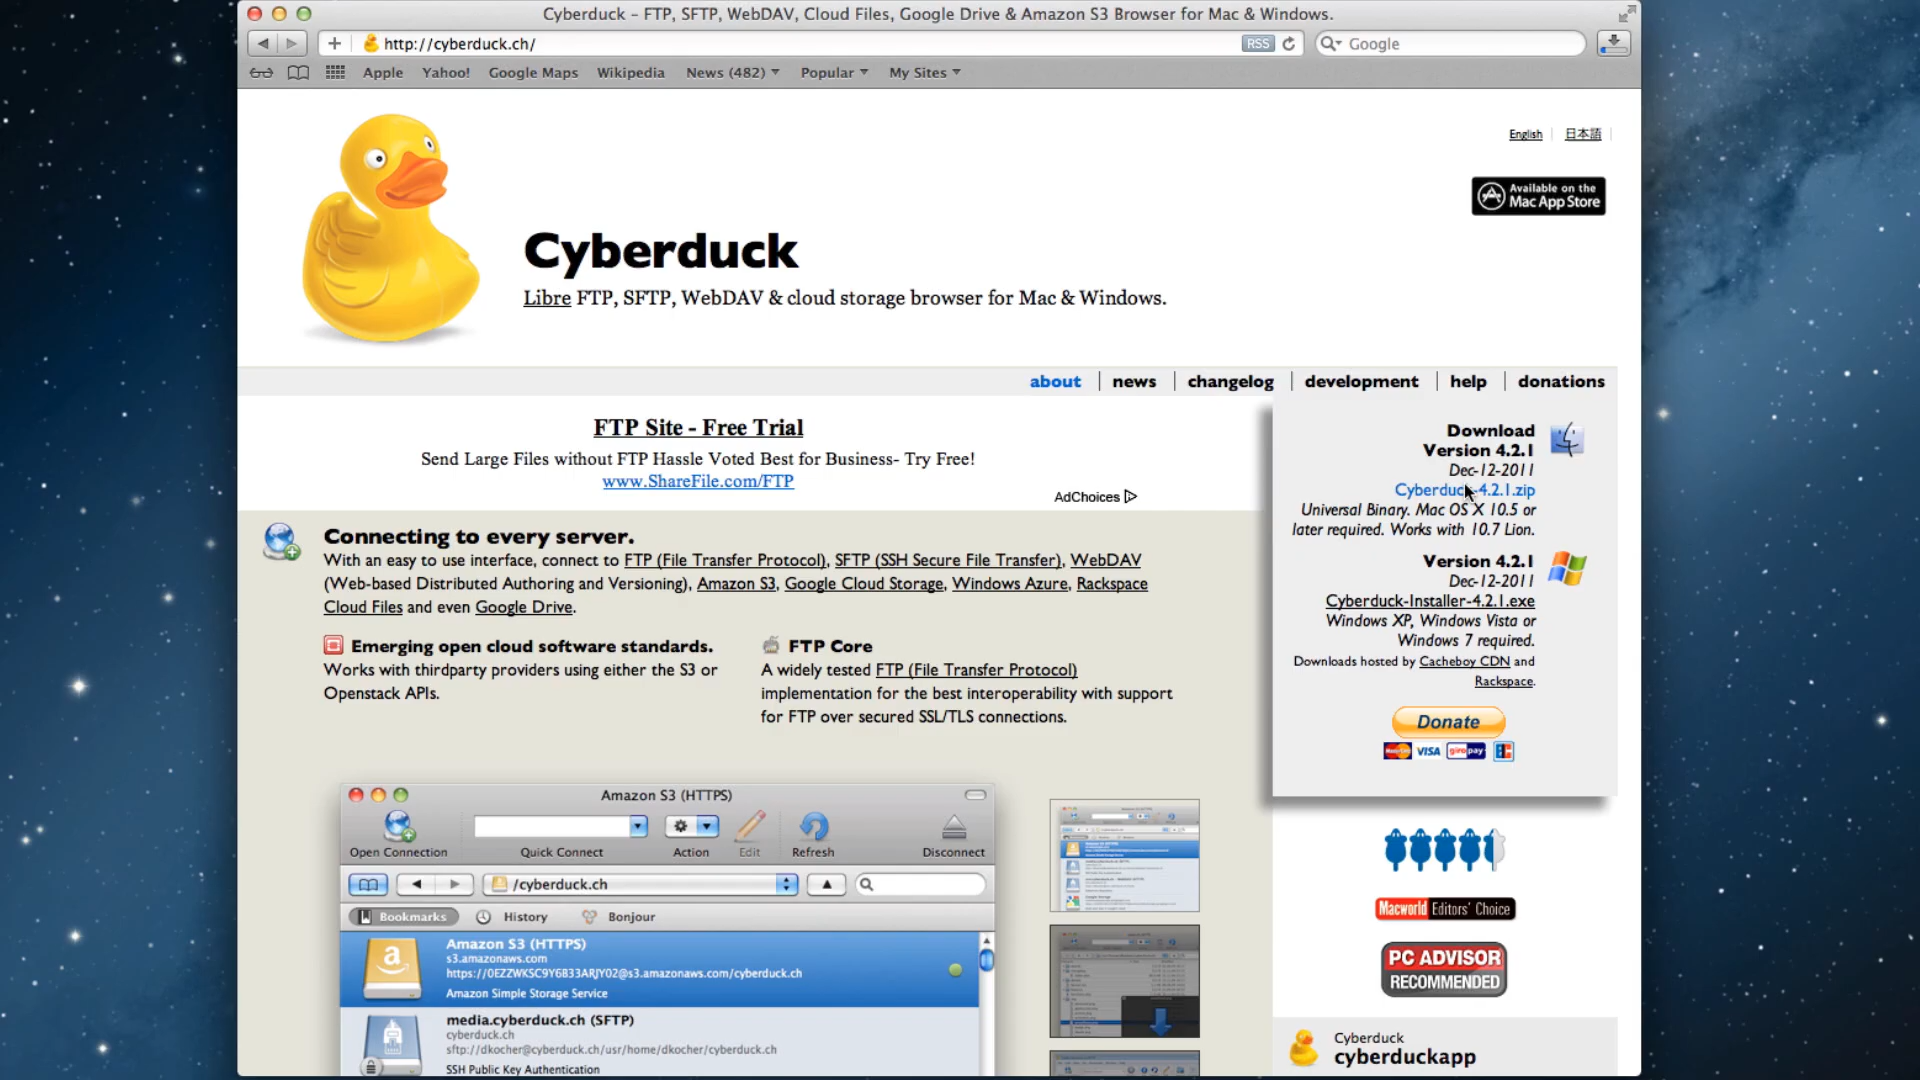 Cyberduck – FTP, SFTP, WebDAV, Cloud Files, Google Drive & Amazon S3 Browser for Mac & Windows.
http://cyberduck.ch/
RSS
Google
Apple
Yahoo!
Google Maps
Wikipedia
News (482)
Popular
My Sites
English
日本語
Available on the
Mac App Store
Cyberduck
Libre FTP, SFTP, WebDAV & cloud storage browser for Mac & Windows.
about
news
changelog
development
help
donations
FTP Site - Free Trial
Send Large Files without FTP Hassle Voted Best for Business- Try Free!
www.ShareFile.com/FTP
AdChoices
Download
Version 4.2.1
Dec-12-2011
Cyberduck-4.2.1.zip
Universal Binary. Mac OS X 10.5 or
later required. Works with 10.7 Lion.
Version 4.2.1
Dec-12-2011
Cyberduck-Installer-4.2.1.exe
Windows XP, Windows Vista or
Windows 7 required.
Downloads hosted by Cacheboy CDN and
Rackspace.
Donate
MasterCard
VISA
giropay
Connecting to every server.
With an easy to use interface, connect to FTP (File Transfer Protocol), SFTP (SSH Secure File Transfer), WebDAV
(Web-based Distributed Authoring and Versioning), Amazon S3, Google Cloud Storage, Windows Azure, Rackspace
Cloud Files and even Google Drive.
Emerging open cloud software standards.
Works with thirdparty providers using either the S3 or
Openstack APIs.
FTP Core
A widely tested FTP (File Transfer Protocol)
implementation for the best interoperability with support
for FTP over secured SSL/TLS connections.
Amazon S3 (HTTPS)
Open Connection
Quick Connect
Action
Edit
Refresh
Disconnect
/cyberduck.ch
Bookmarks
History
Bonjour
Amazon S3 (HTTPS)
s3.amazonaws.com
https://0EZZWKSC9Y6B33ARJY02@s3.amazonaws.com/cyberduck.ch
Amazon Simple Storage Service
media.cyberduck.ch (SFTP)
cyberduck.ch
sftp://dkocher@cyberduck.ch/usr/home/dkocher/cyberduck.ch
SSH Public Key Authentication
Macworld Editors' Choice
PC ADVISOR
RECOMMENDED
Cyberduck
cyberduckapp